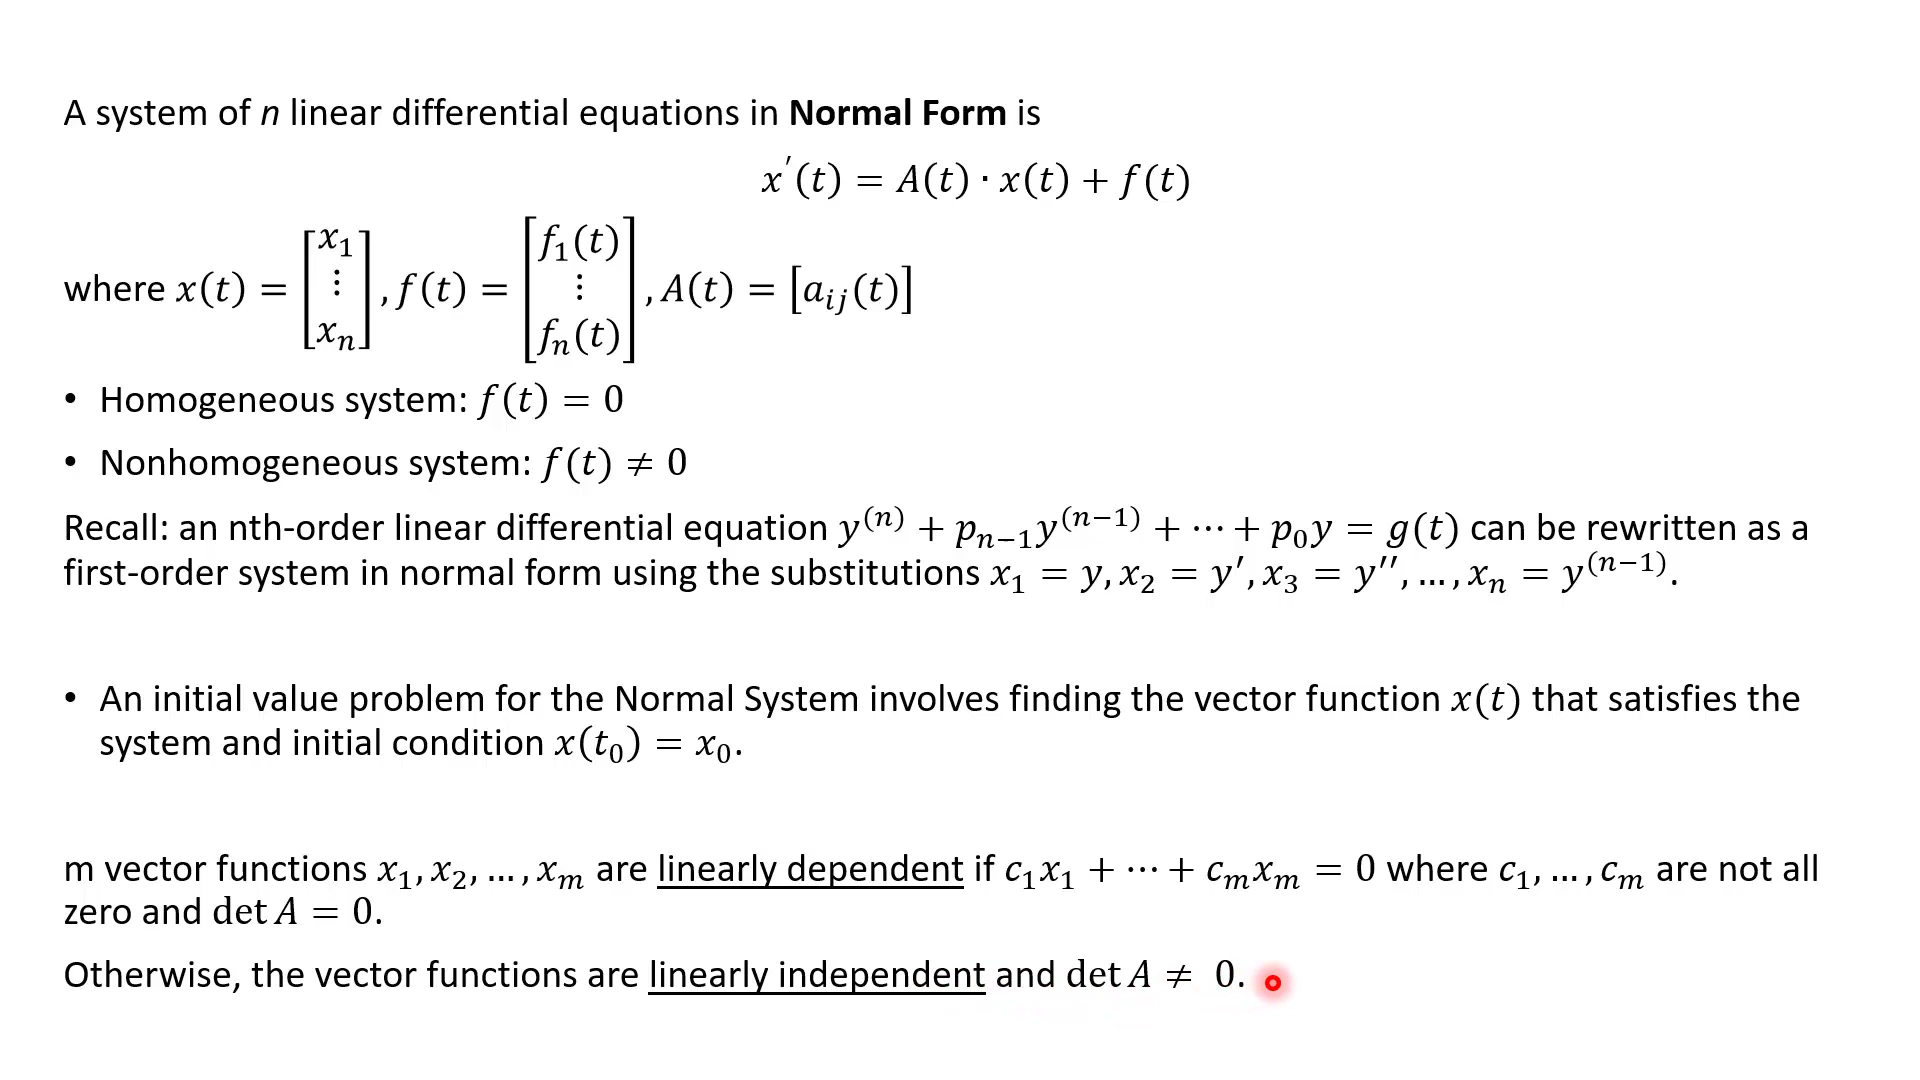 A system of n linear differential equations in Normal Form is
x′(t) = A(t) · x(t) + f(t)
where x(t) = [x₁ ⋮ xₙ], f(t) = [f₁(t) ⋮ fₙ(t)], A(t) = [aᵢⱼ(t)]
• Homogeneous system: f(t) = 0
• Nonhomogeneous system: f(t) ≠ 0
Recall: an nth-order linear differential equation y⁽ⁿ⁾ + pₙ₋₁y⁽ⁿ⁻¹⁾ + ⋯ + p₀y = g(t) can be rewritten as a
first-order system in normal form using the substitutions x₁ = y, x₂ = y′, x₃ = y′′, …, xₙ = y⁽ⁿ⁻¹⁾.
• An initial value problem for the Normal System involves finding the vector function x(t) that satisfies the
system and initial condition x(t₀) = x₀.
m vector functions x₁, x₂, …, xₘ are linearly dependent if c₁x₁ + ⋯ + cₘxₘ = 0 where c₁, …, cₘ are not all
zero and det A = 0.
Otherwise, the vector functions are linearly independent and det A ≠ 0.